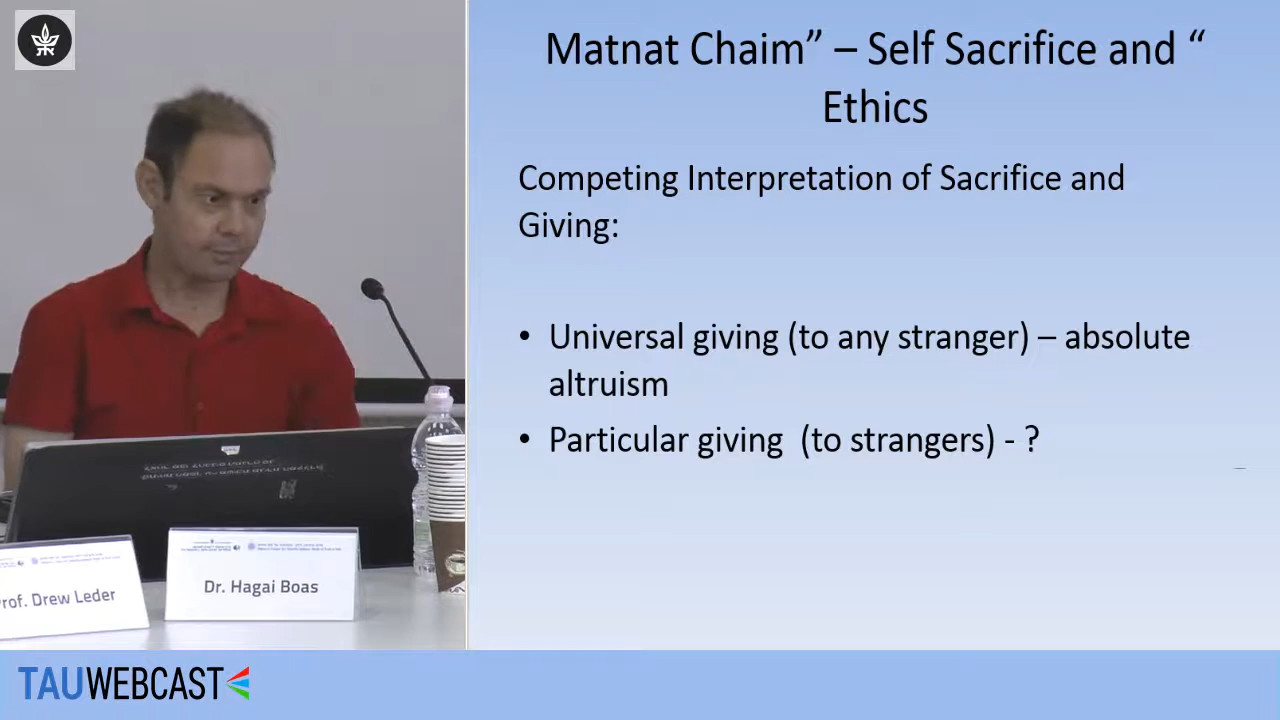 Matnat Chaim” – Self Sacrifice and “
Ethics
Competing Interpretation of Sacrifice and
Giving:
• Universal giving (to any stranger) – absolute
altruism
• Particular giving (to strangers) - ?
rof. Drew Leder
Dr. Hagai Boas
TAUWEBCAST